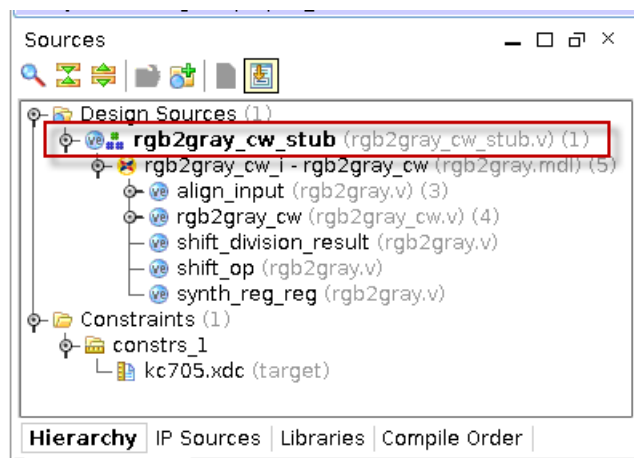 Sources
Design Sources (1)
rgb2gray_cw_stub (rgb2gray_cw_stub.v) (1)
rgb2gray_cw_i - rgb2gray_cw (rgb2gray.mdl) (5)
align_input (rgb2gray.v) (3)
rgb2gray_cw (rgb2gray_cw.v) (4)
shift_division_result (rgb2gray.v)
shift_op (rgb2gray.v)
synth_reg_reg (rgb2gray.v)
Constraints (1)
constrs_1
kc705.xdc (target)
Hierarchy IP Sources Libraries Compile Order